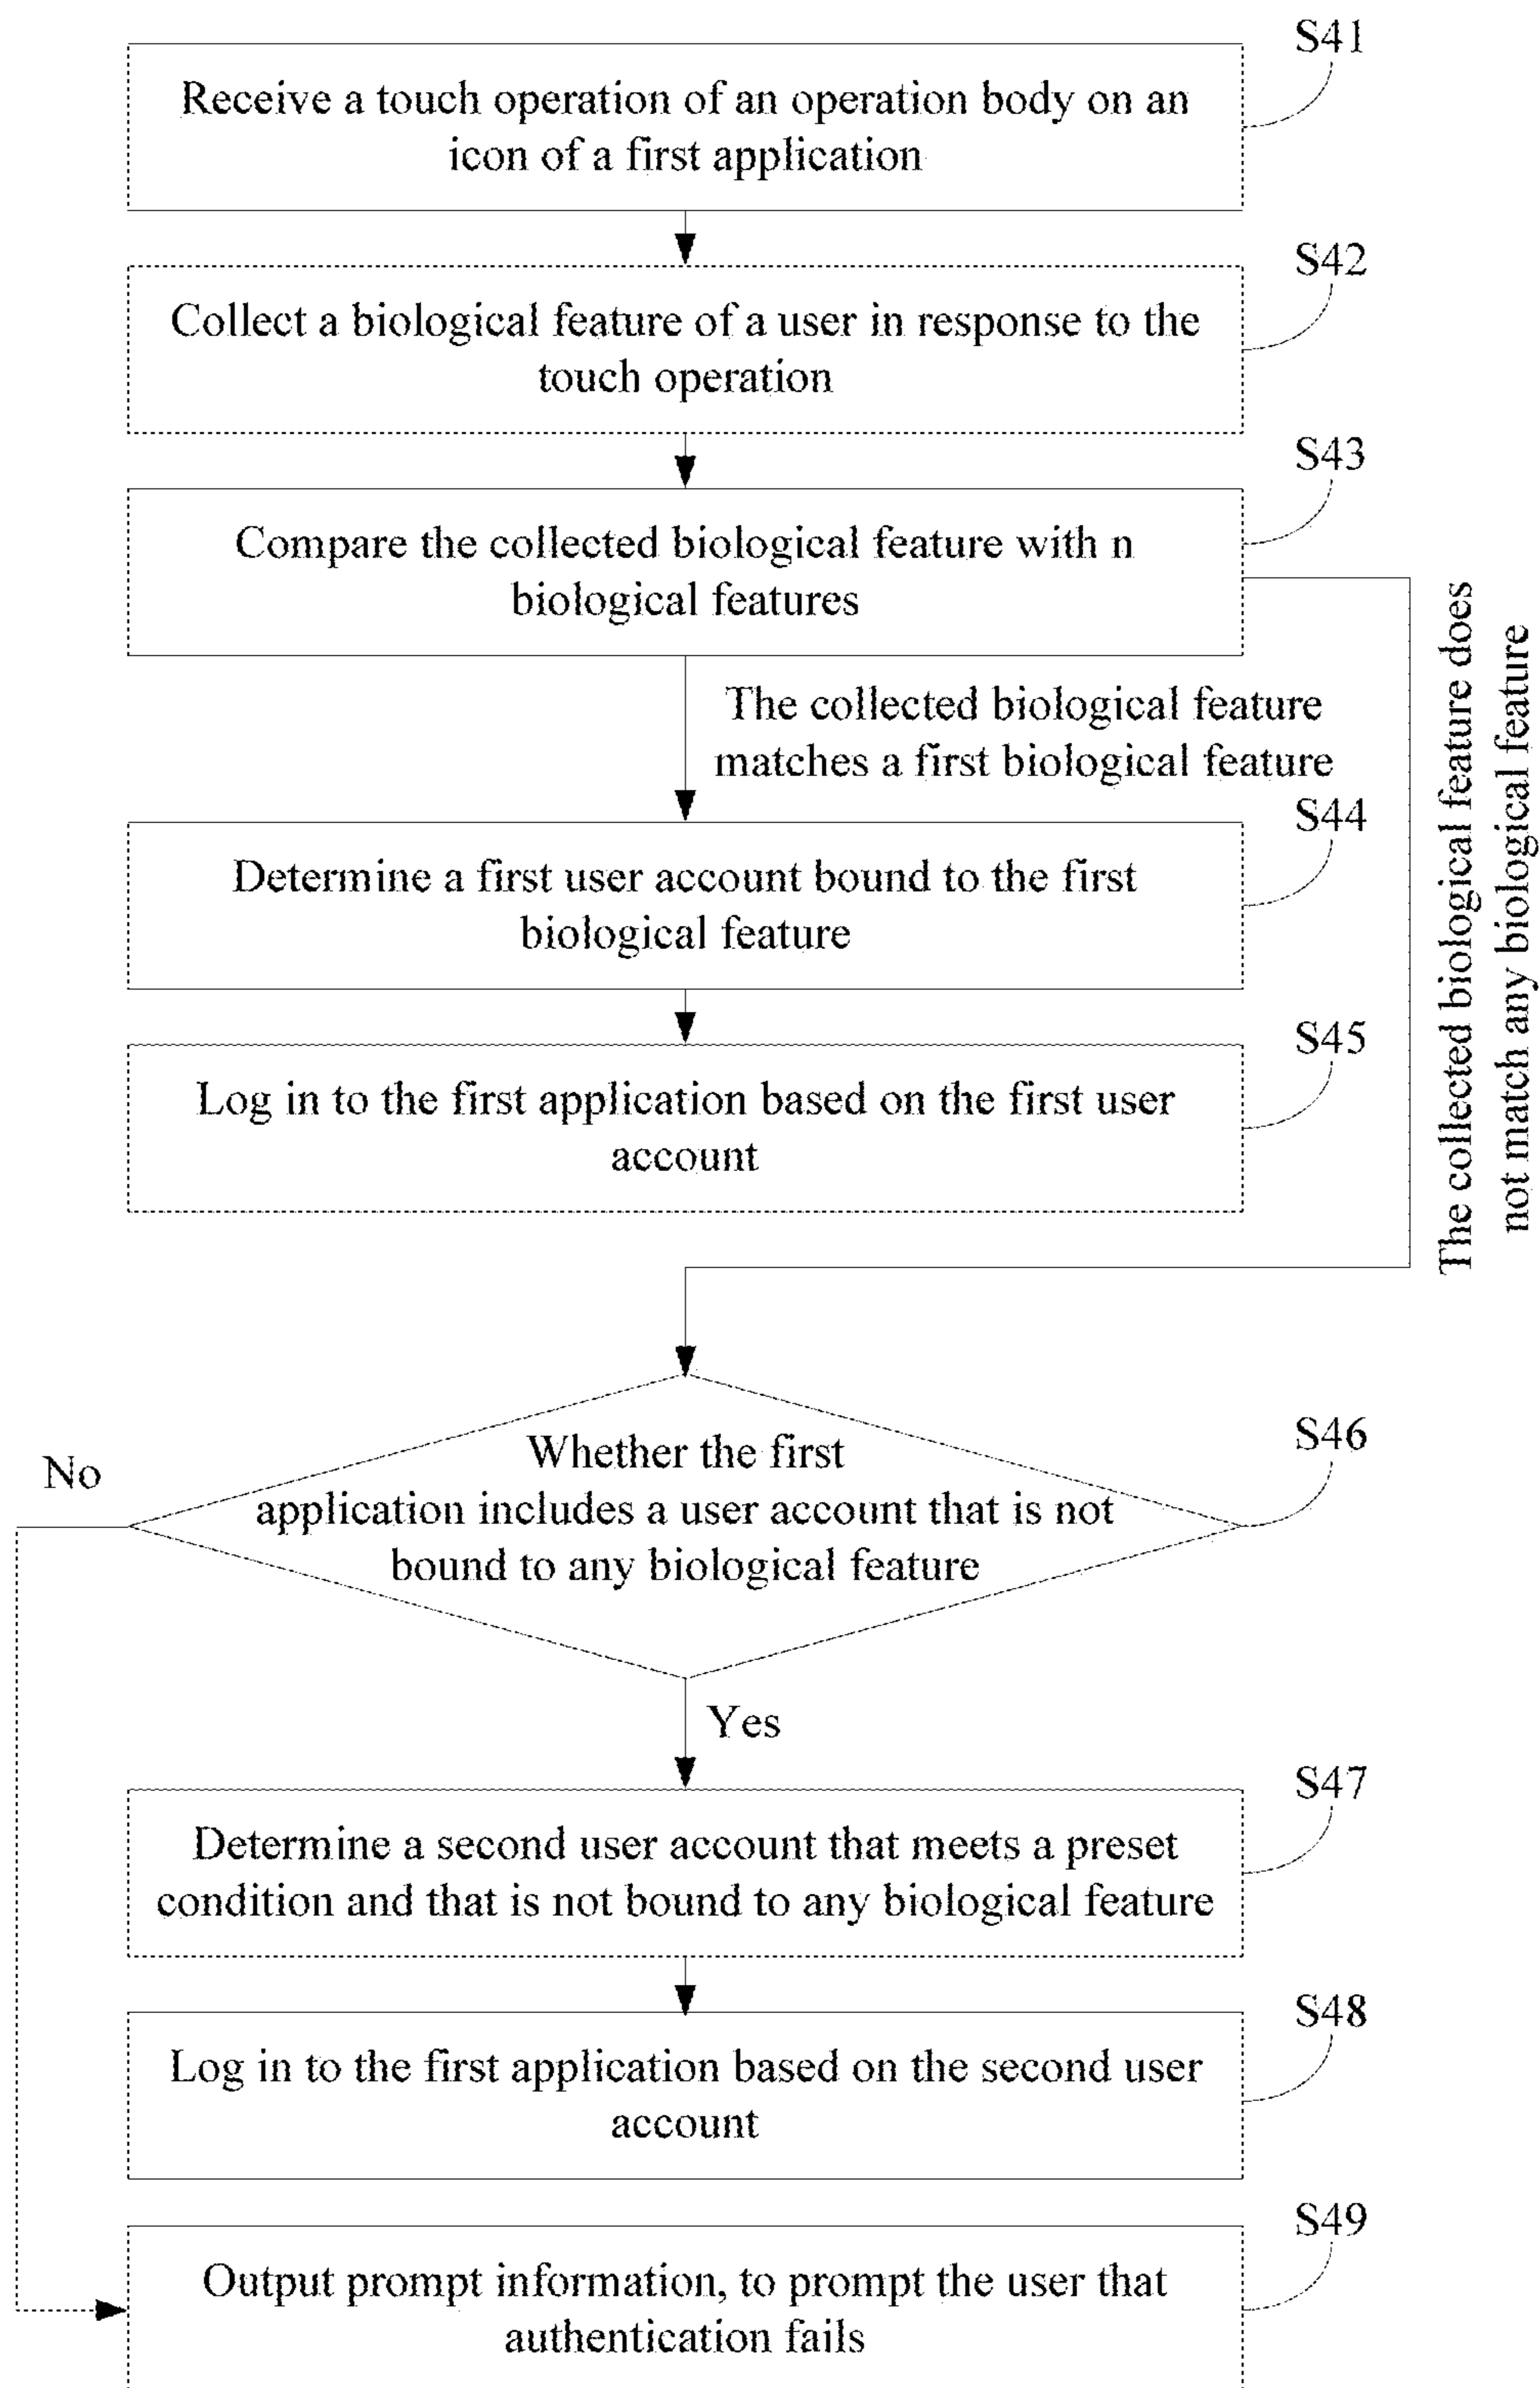 S41
Receive a touch operation of an operation body on an
icon of a first application
S42
Collect a biological feature of a user in response to the
touch operation
S43
Compare the collected biological feature with n
biological features
The collected biological feature does
not match any biological feature
The collected biological feature
matches a first biological feature
S44
Determine a first user account bound to the first
biological feature
S45
Log in to the first application based on the first user
account
S46
Whether the first
application includes a user account that is not
bound to any biological feature
No
Yes
S47
Determine a second user account that meets a preset
condition and that is not bound to any biological feature
S48
Log in to the first application based on the second user
account
S49
Output prompt information, to prompt the user that
authentication fails